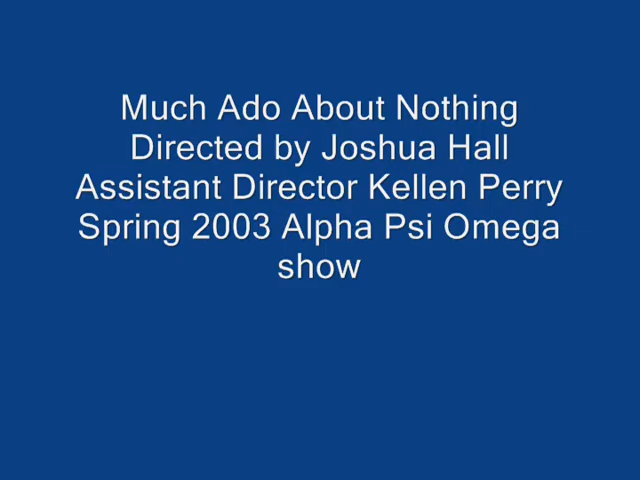 Much Ado About Nothing
Directed by Joshua Hall
Assistant Director Kellen Perry
Spring 2003 Alpha Psi Omega
show